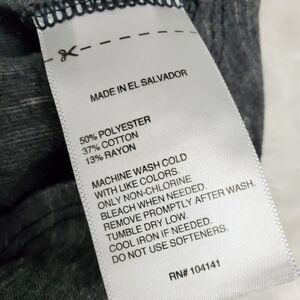 MADE IN EL SALVADOR
50% POLYESTER
37% COTTON
13% RAYON
MACHINE WASH COLD
WITH LIKE COLORS.
ONLY NON-CHLORINE
BLEACH WHEN NEEDED.
REMOVE PROMPTLY AFTER WASH.
TUMBLE DRY LOW.
COOL IRON IF NEEDED.
DO NOT USE SOFTENERS.
RN# 104141